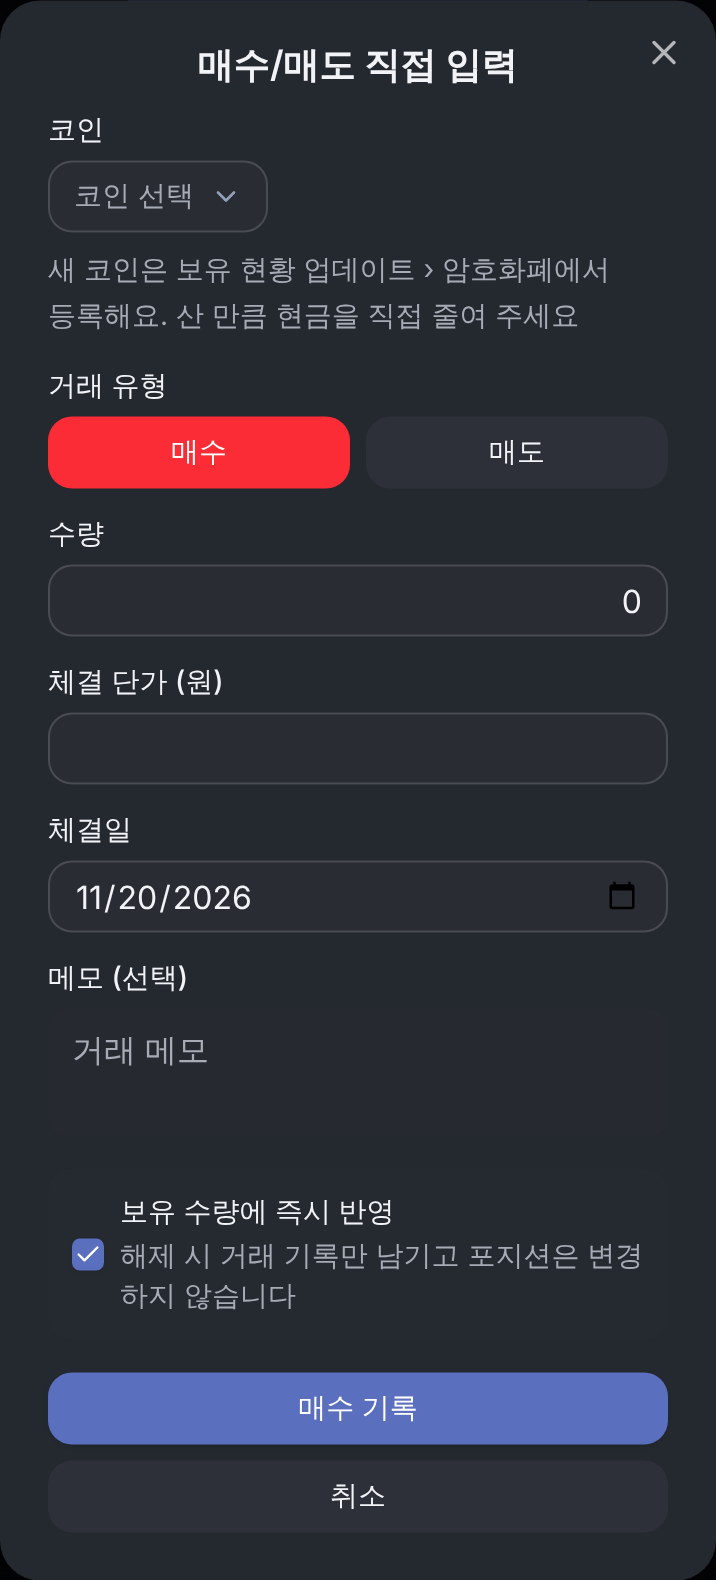 매수/매도 직접 입력
코인
코인 선택
새 코인은 보유 현황 업데이트 › 암호화폐에서
등록해요. 산 만큼 현금을 직접 줄여 주세요
거래 유형
매수 매도
수량
0
체결 단가 (원)
체결일
11/20/2026
메모 (선택)
거래 메모
보유 수량에 즉시 반영
해제 시 거래 기록만 남기고 포지션은 변경
하지 않습니다
매수 기록
취소